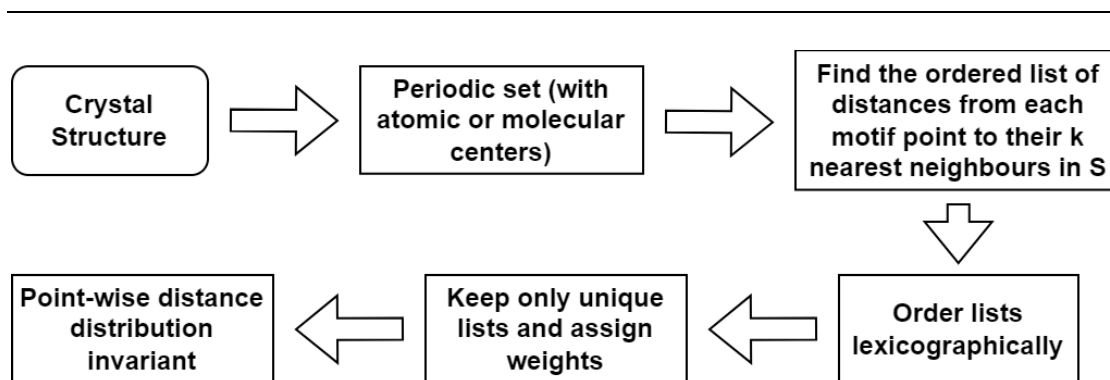 Crystal
Structure
Periodic set (with
atomic or molecular
centers)
Find the ordered list of
distances from each
motif point to their k
nearest neighbours in S
Order lists
lexicographically
Keep only unique
lists and assign
weights
Point-wise distance
distribution
invariant